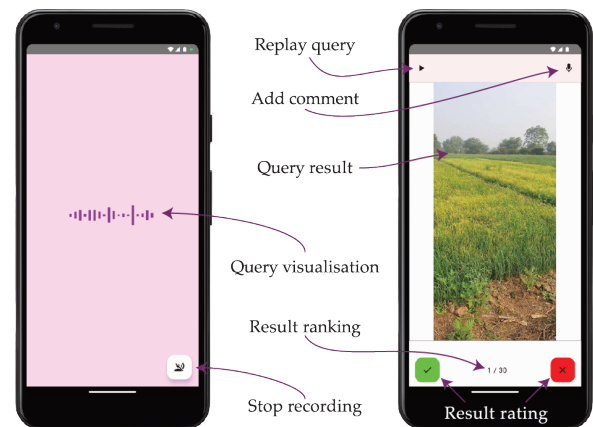 Replay query
Add comment
Query result
Query visualisation
Result ranking
1 / 30
Stop recording
Result rating